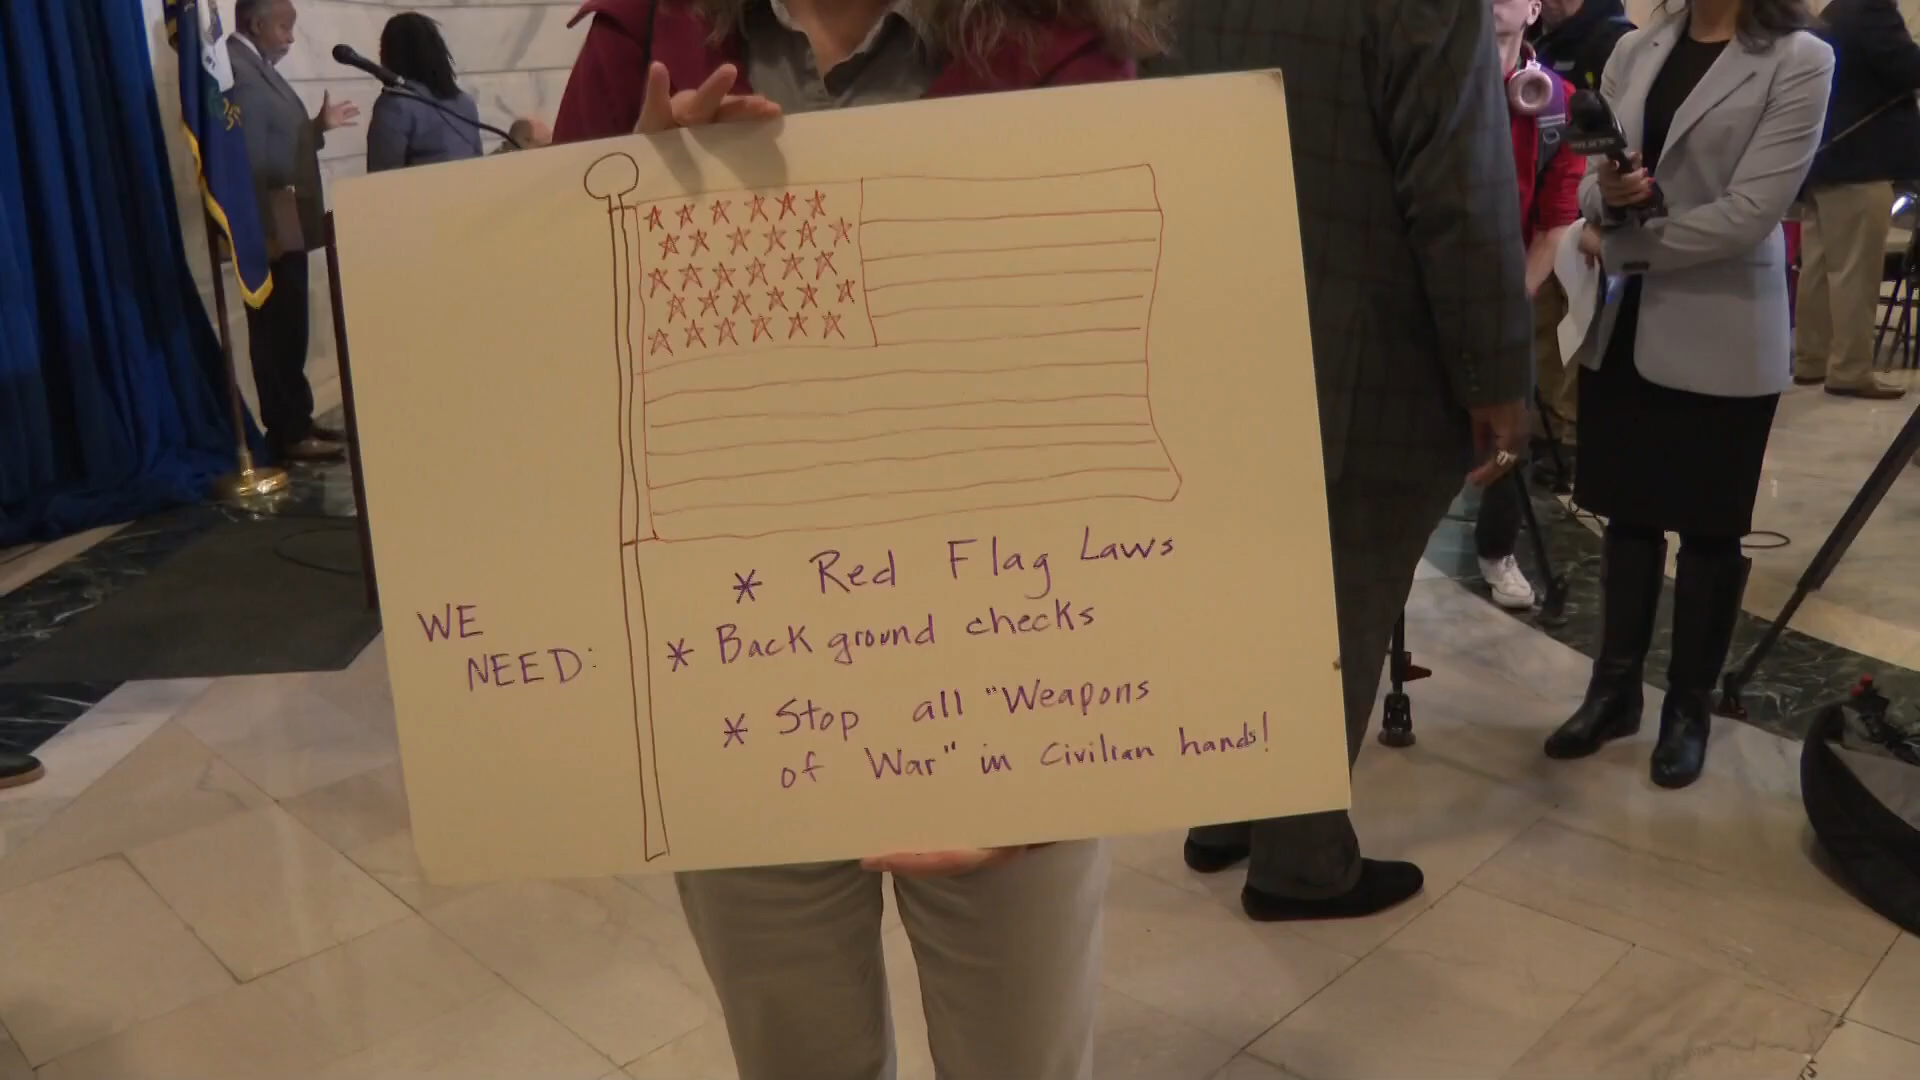 WE
NEED:
* Red Flag Laws
* Background checks
* Stop all "Weapons
of War" in civilian hands!